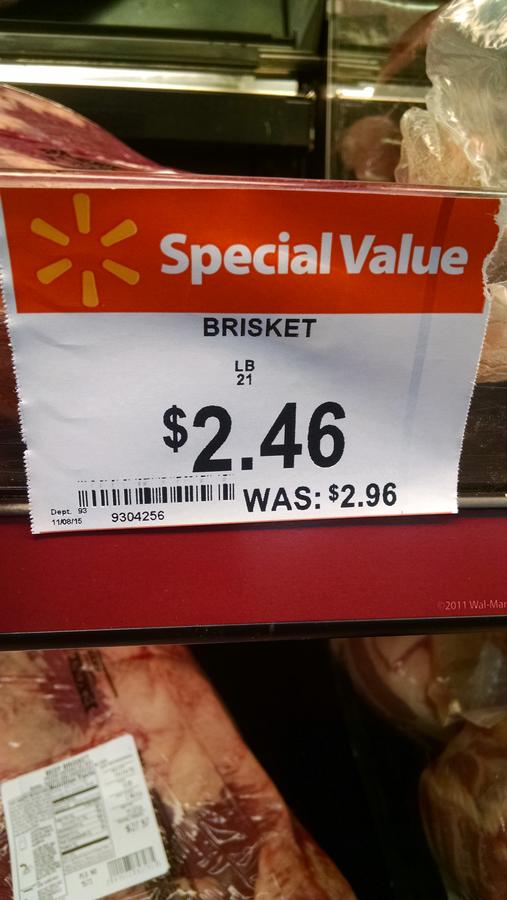 Special Value
BRISKET
LB
21
$2.46
WAS: $2.96
Dept. 93
11/08/15
9304256
©2011 Wal-Mar